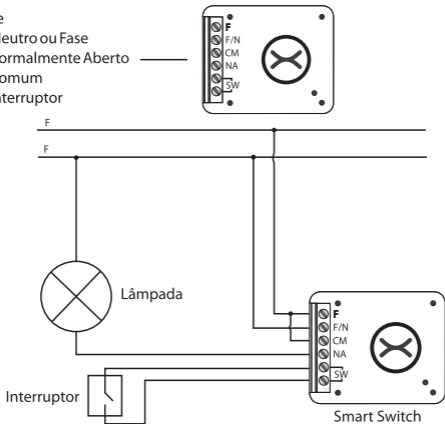 e
eutro ou Fase
ormalmente Aberto
omum
nterruptor
F
F/N
CM
NA
SW
F
F
Lâmpada
Interruptor
F
F/N
CM
NA
SW
Smart Switch